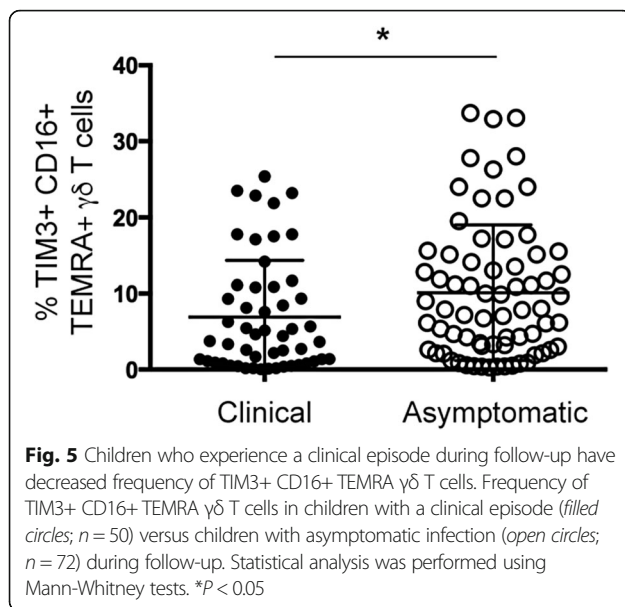 *
40
30
20
10
0
% TIM3+ CD16+
TEMRA+ γδ T cells
Clinical Asymptomatic
Fig. 5 Children who experience a clinical episode during follow-up have
decreased frequency of TIM3+ CD16+ TEMRA γδ T cells. Frequency of
TIM3+ CD16+ TEMRA γδ T cells in children with a clinical episode (filled
circles; n = 50) versus children with asymptomatic infection (open circles;
n = 72) during follow-up. Statistical analysis was performed using
Mann-Whitney tests. *P < 0.05